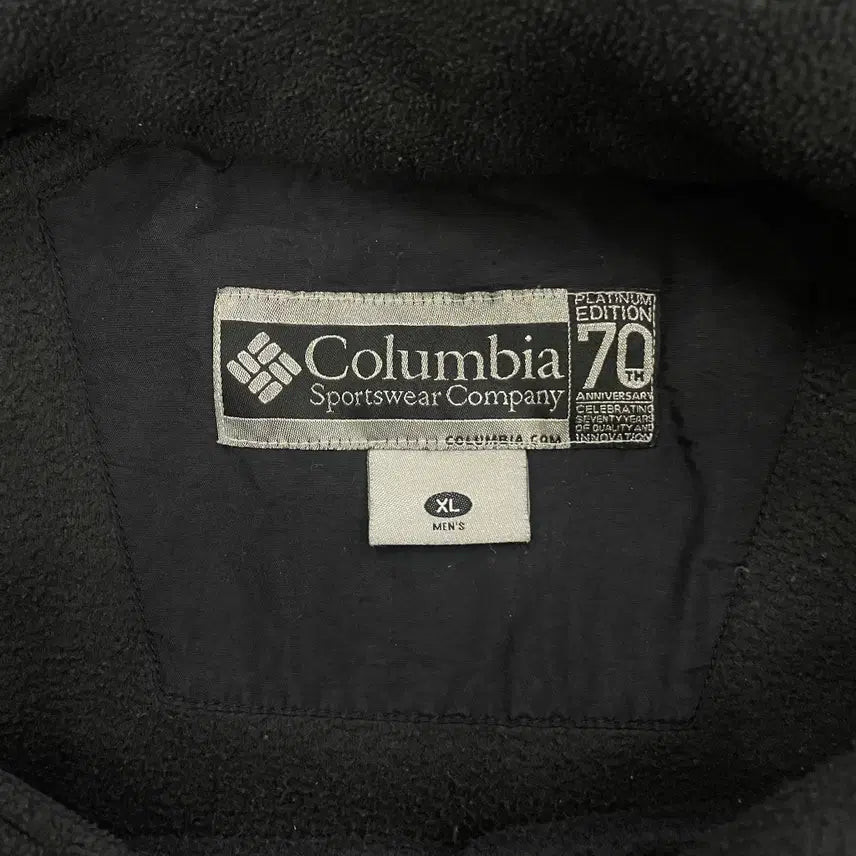 Columbia
Sportswear Company
COLUMBIA.COM
PLATINUM
EDITION
70
TH
ANNIVERSARY
CELEBRATING
SEVENTY YEARS
OF QUALITY AND
INNOVATION
XL
MEN'S